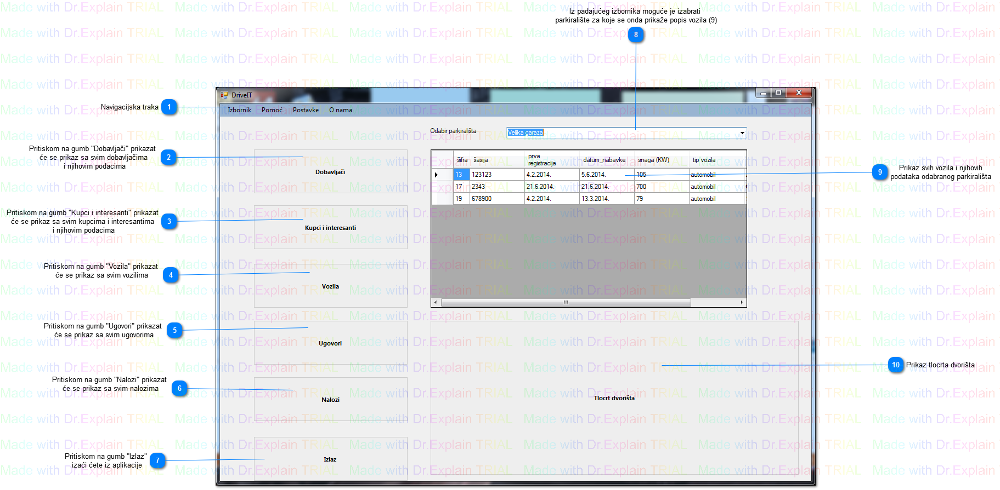 Iz padajućeg izbornika moguće je izabrati
parkiralište za koje se onda prikaže popis vozila (9)
8
DriveIT
Navigacijska traka
1
Izbornik Pomoć Postavke O nama
Odabir parkirališta
Velika garaza
Pritiskom na gumb "Dobavljači" prikazat
će se prikaz sa svim dobavljačima
i njihovim podacima
2
Dobavljači
šifra šasija prva registracija datum_nabavke snaga (KW) tip vozila
13 123123 4.2.2014. 5.6.2014. 105 automobil
17 2343 21.6.2014. 21.6.2014. 700 automobil
19 678900 4.2.2014. 13.3.2014. 79 automobil
9
Prikaz svih vozila i njihovih
podataka odabranog parkirališta
Pritiskom na gumb "Kupci i interesanti" prikazat
će se prikaz sa svim kupcima i interesantima
i njihovim podacima
3
Kupci i interesanti
Pritiskom na gumb "Vozila" prikazat
će se prikaz sa svim vozilima
4
Vozila
Pritiskom na gumb "Ugovori" prikazat
će se prikaz sa svim ugovorima
5
Ugovori
10
Prikaz tlocrta dvorišta
Pritiskom na gumb "Nalozi" prikazat
će se prikaz sa svim nalozima
6
Nalozi
Tlocrt dvorišta
Pritiskom na gumb "Izlaz"
izaći ćete iz aplikacije
7
Izlaz
Made with Dr.Explain TRIAL